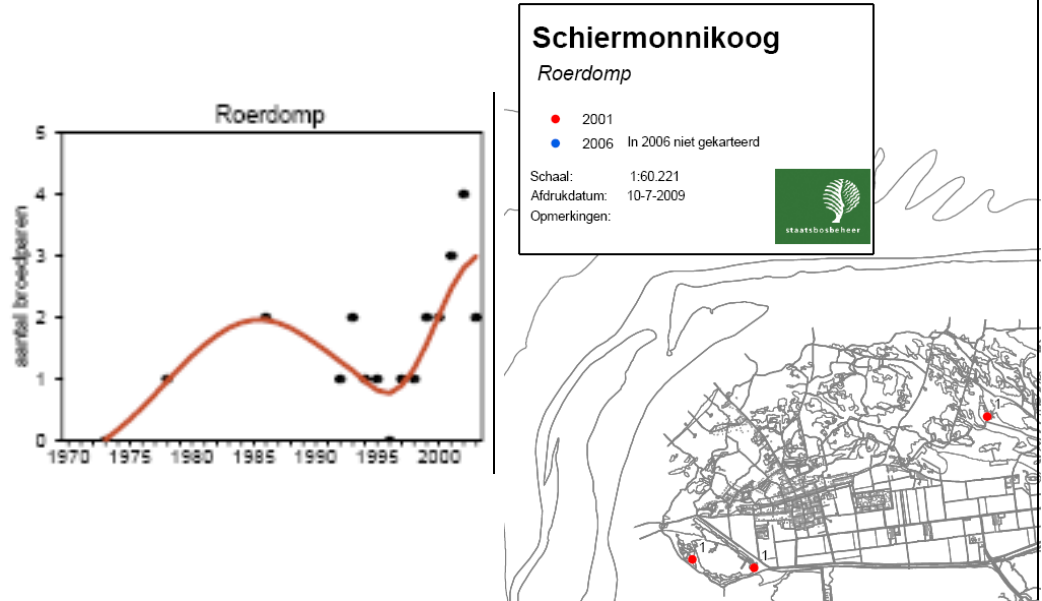 Roerdomp
aantal broedparen
5
4
3
2
1
0
1970 1975 1980 1985 1990 1995 2000
Schiermonnikoog
Roerdomp
2001
2006 In 2006 niet gekarteerd
Schaal: 1:60.221
Afdrukdatum: 10-7-2009
Opmerkingen:
staatsbosbeheer
1
1
1